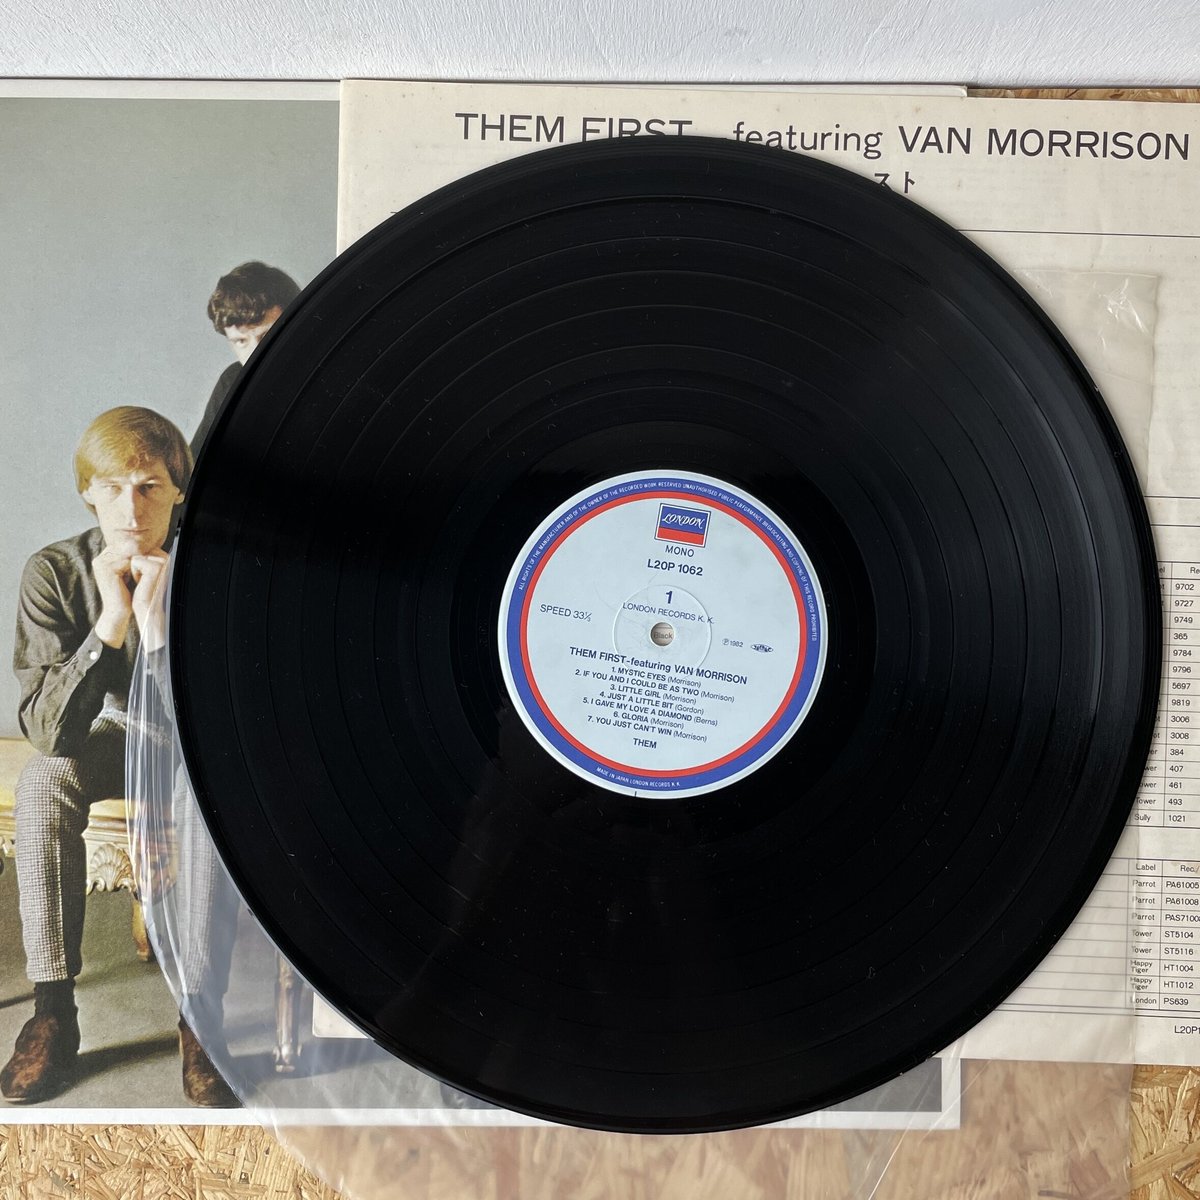 THEM FIRST - featuring VAN MORRISON
スト
ALL RIGHTS OF THE MANUFACTURER AND OF THE OWNER OF THE RECORDED WORK RESERVED UNAUTHORISED PUBLIC PERFORMANCE BROADCASTING AND COPYING OF THIS RECORD PROHIBITED
LONDON
MONO
L20P 1062
1
SPEED 33⅓
LONDON RECORDS K. K.
Black
℗1982
THEM FIRST-featuring VAN MORRISON
1. MYSTIC EYES (Morrison)
2. IF YOU AND I COULD BE AS TWO (Morrison)
3. LITTLE GIRL (Morrison)
4. JUST A LITTLE BIT (Gordon)
5. I GAVE MY LOVE A DIAMOND (Berns)
6. GLORIA (Morrison)
7. YOU JUST CAN'T WIN (Morrison)
THEM
MADE IN JAPAN LONDON RECORDS K. K.
9702
9727
9749
365
9784
9796
5697
9819
3006
3008
384
407
461
Tower 493
Sully 1021
Label
Parrot PA61005
Parrot PA61008
Parrot
Tower ST5104
Tower ST5116
Happy Tiger HT1004
Happy Tiger HT1012
London PS639